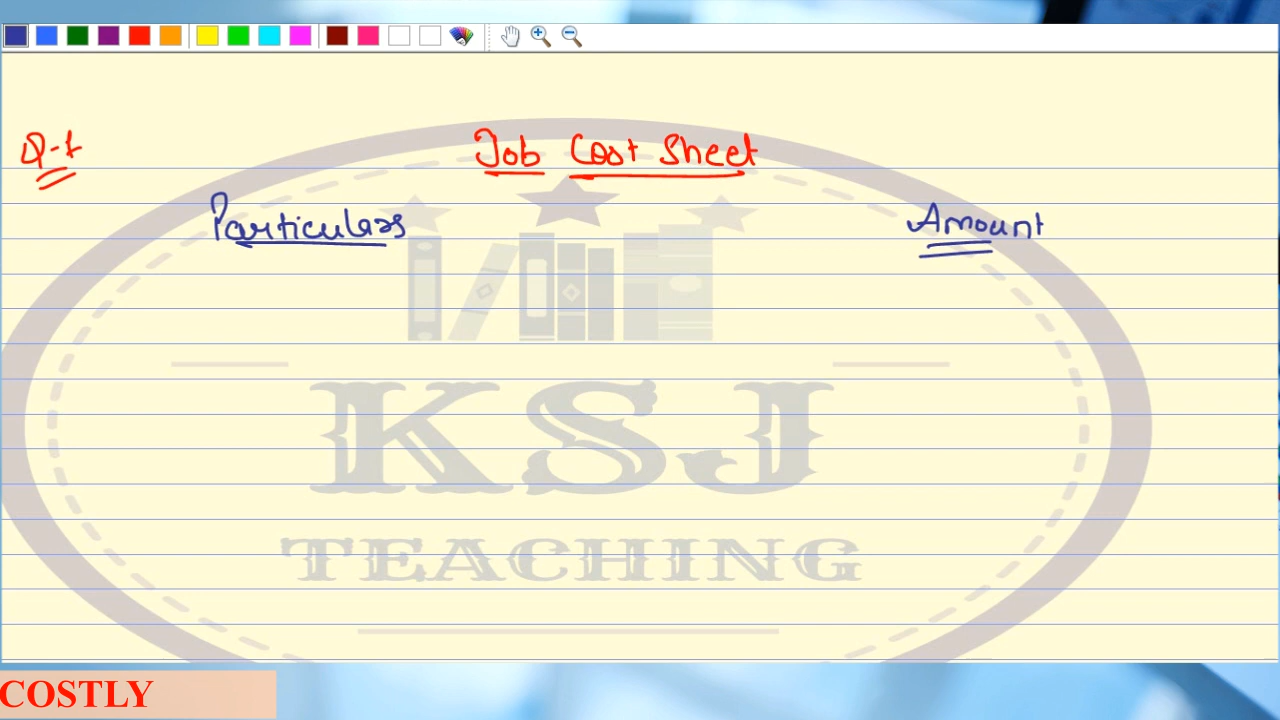 Q-1 Job Cost Sheet
Particulars Amount
KSJ
TEACHING
COSTLY